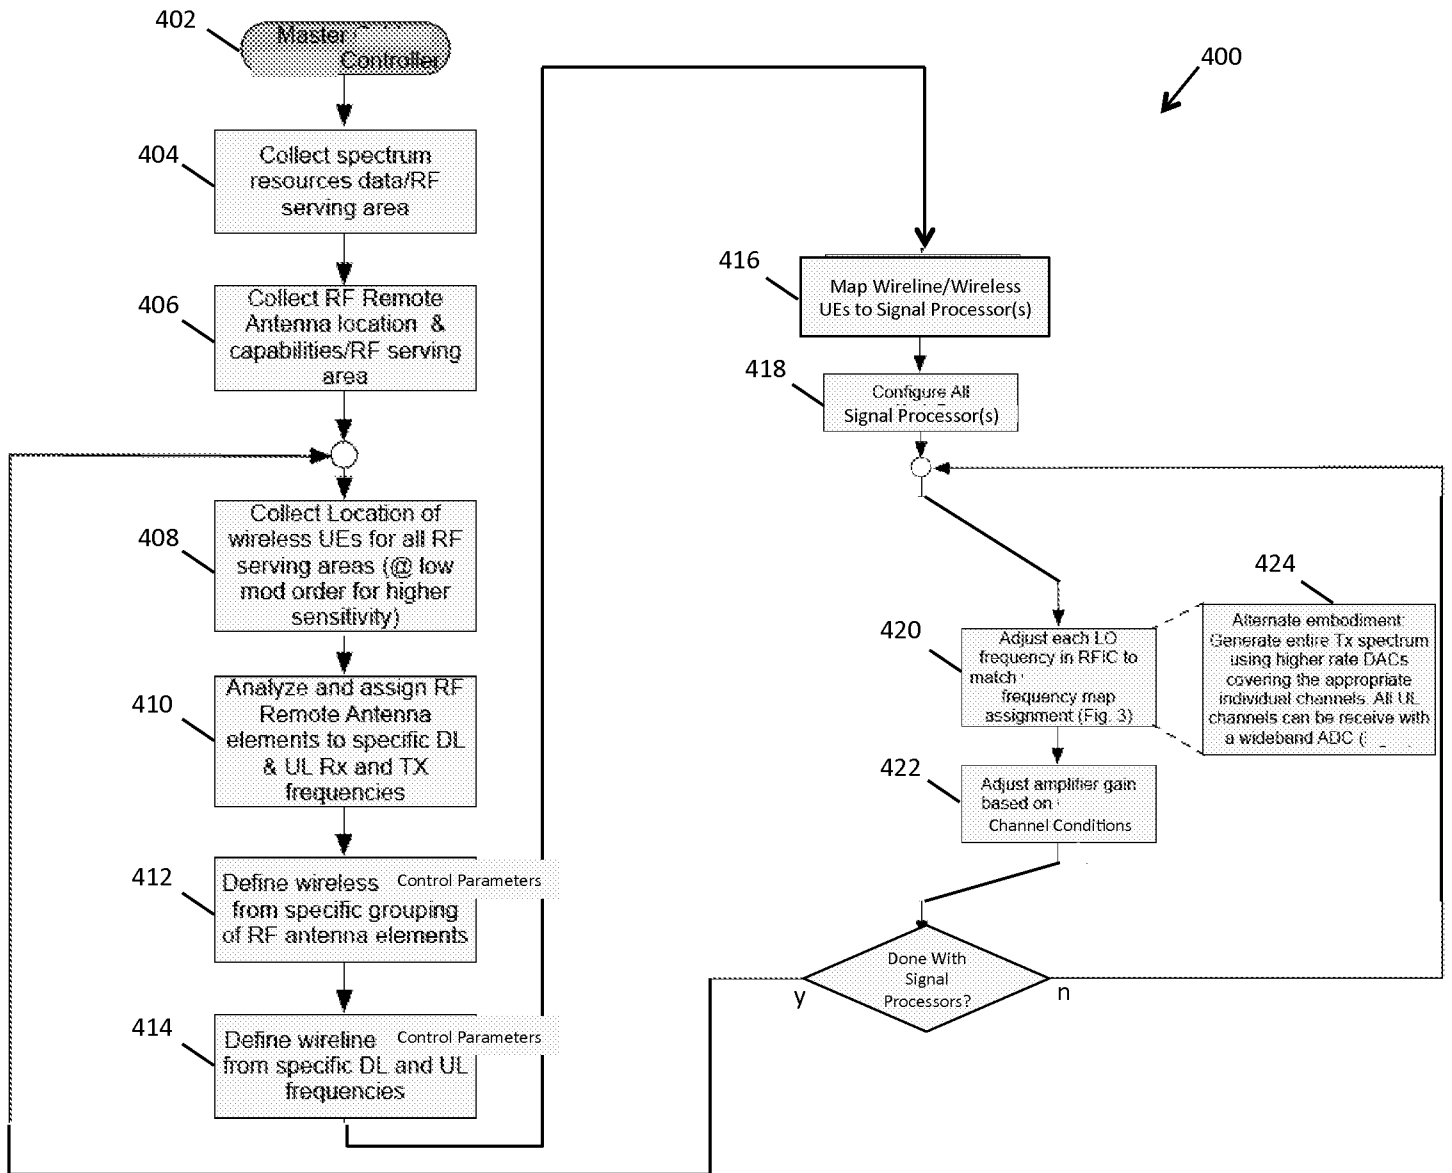 402
Master
Controller
404
Collect spectrum
resources data/RF
serving area
406
Collect RF Remote
Antenna location &
capabilities/RF serving
area
408
Collect Location of
wireless UEs for all RF
serving areas (@ low
mod order for higher
sensitivity)
410
Analyze and assign RF
Remote Antenna
elements to specific DL
& UL Rx and TX
frequencies
412
Define wireless Control Parameters
from specific grouping
of RF antenna elements
414
Define wireline Control Parameters
from specific DL and UL
frequencies
400
416
Map Wireline/Wireless
UEs to Signal Processor(s)
418
Configure All
Signal Processor(s)
420
Adjust each LO
frequency in RFIC to
match
frequency map
assignment (Fig. 3)
424
Alternate embodiment:
Generate entire Tx spectrum
using higher rate DACs
covering the appropriate
individual channels. All UL
channels can be receive with
a wideband ADC (
422
Adjust amplifier gain
based on
Channel Conditions
Done With
Signal
Processors?
y
n